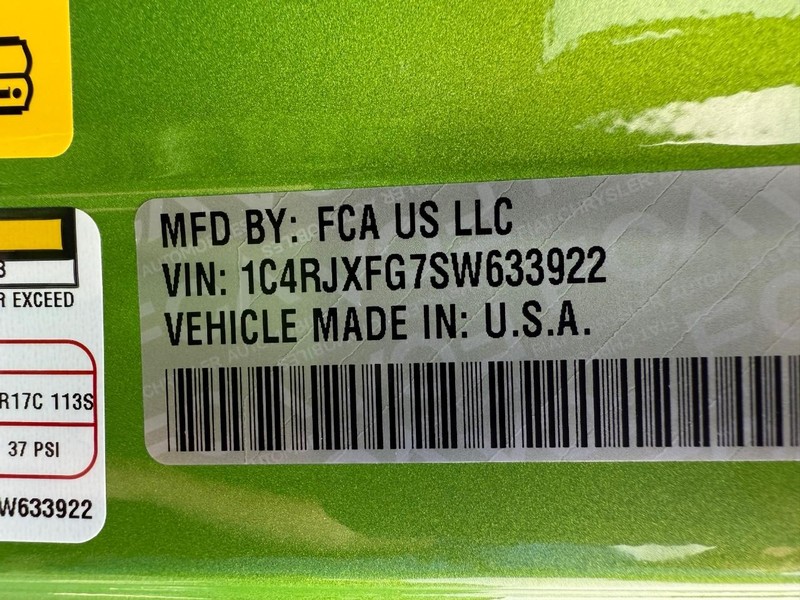 MFD BY: FCA US LLC
VIN: 1C4RJXFG7SW633922
VEHICLE MADE IN: U.S.A.
EXCEED
R17C 113S
37 PSI
W633922